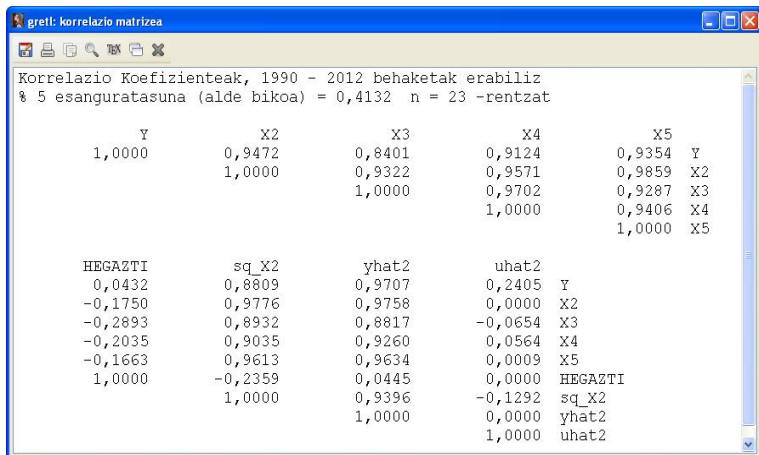 gretl: korrelazio matrizea
TEX
Korrelazio Koefizienteak, 1990 - 2012 behaketak erabiliz
% 5 esanguratasuna (alde bikoa) = 0,4132 n = 23 -rentzat
Y X2 X3 X4 X5
1,0000 0,9472 0,8401 0,9124 0,9354 Y
1,0000 0,9322 0,9571 0,9859 X2
1,0000 0,9702 0,9287 X3
1,0000 0,9406 X4
1,0000 X5
HEGAZTI sq_X2 yhat2 uhat2
0,0432 0,8809 0,9707 0,2405 Y
-0,1750 0,9776 0,9758 0,0000 X2
-0,2893 0,8932 0,8817 -0,0654 X3
-0,2035 0,9035 0,9260 0,0564 X4
-0,1663 0,9613 0,9634 0,0009 X5
1,0000 -0,2359 0,0445 0,0000 HEGAZTI
1,0000 0,9396 -0,1292 sq_X2
1,0000 0,0000 yhat2
1,0000 uhat2